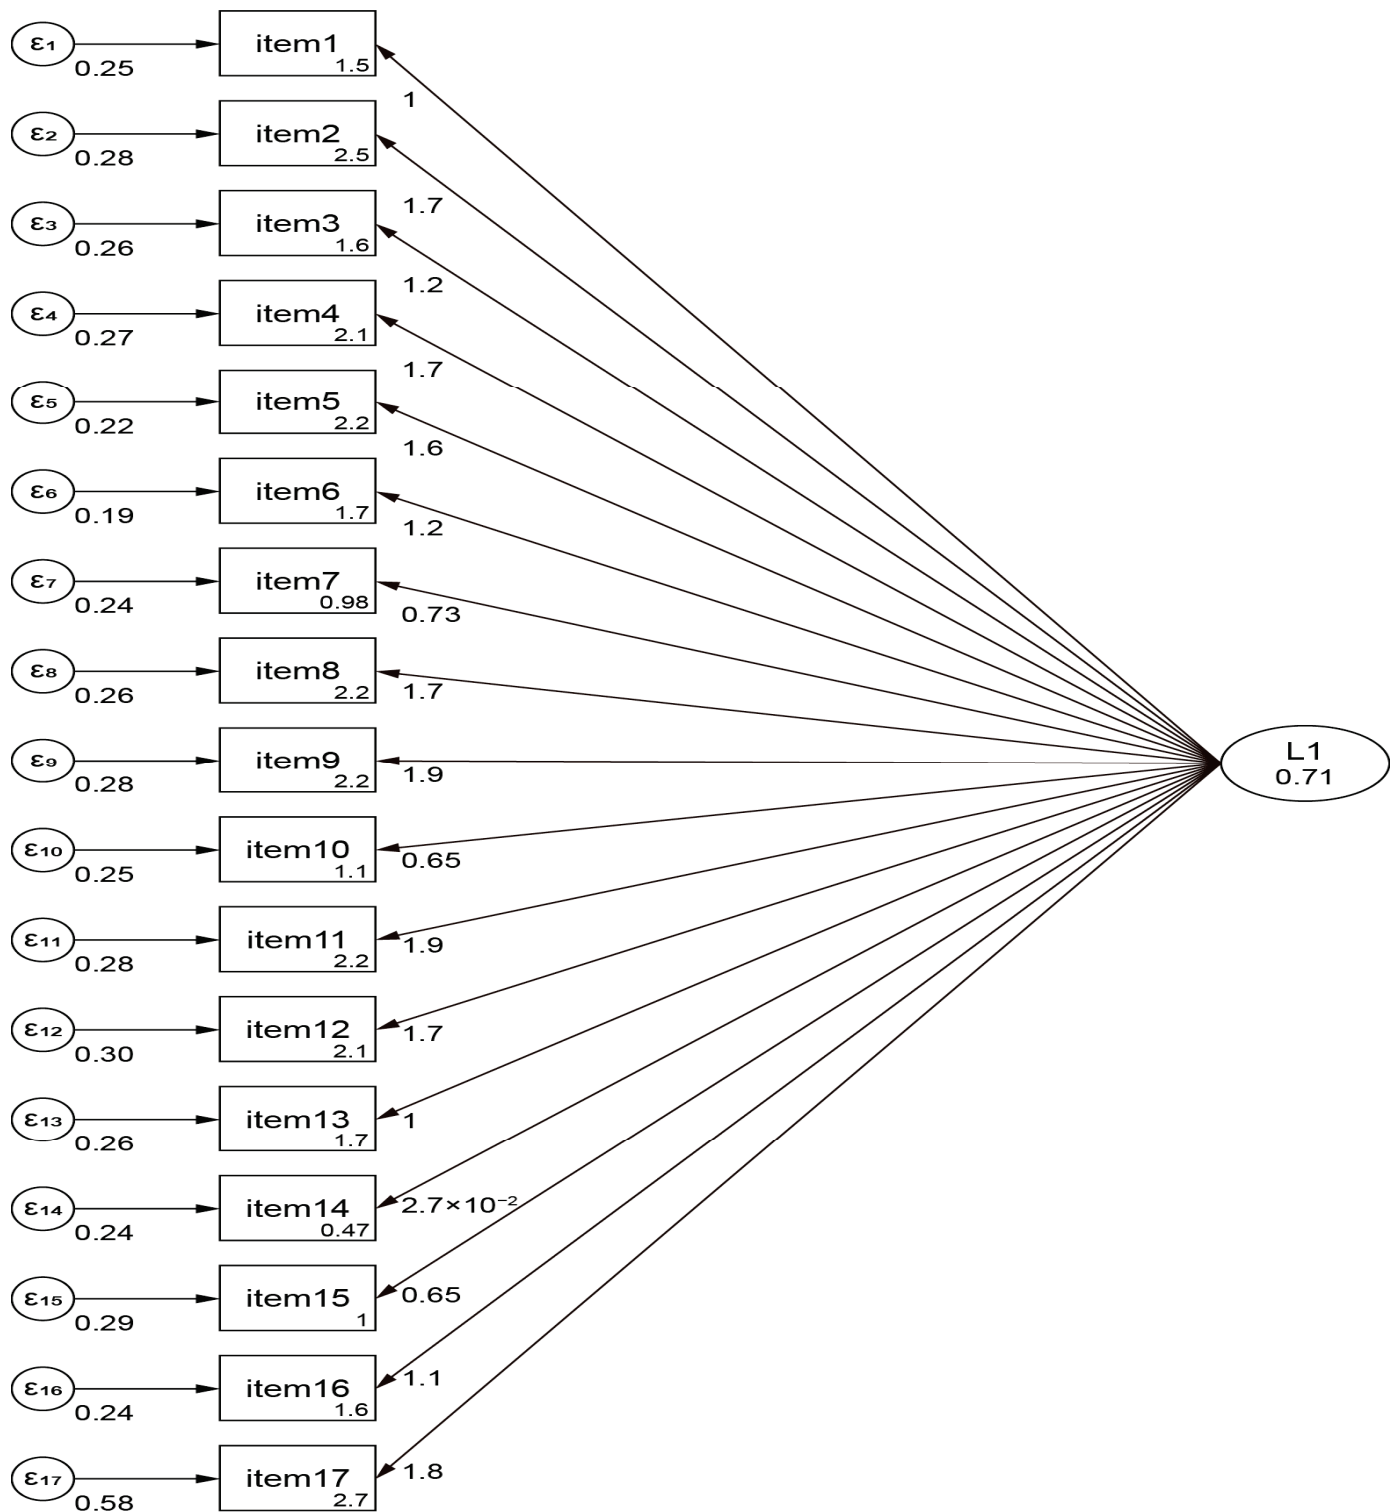 ε1 item1
0.25 1.5
1
ε2 item2
0.28 2.5
1.7
ε3 item3
0.26 1.6
1.2
ε4 item4
0.27 2.1
1.7
ε5 item5
0.22 2.2
1.6
ε6 item6
0.19 1.7
1.2
ε7 item7
0.24 0.98
0.73
ε8 item8
0.26 2.2
1.7
L1
0.71
ε9 item9
0.28 2.2
1.9
ε10 item10
0.25 1.1
0.65
ε11 item11
0.28 2.2
1.9
ε12 item12
0.30 2.1
1.7
ε13 item13
0.26 1.7
1
ε14 item14
0.24 0.47
2.7×10⁻²
ε15 item15
0.29 1
0.65
ε16 item16
0.24 1.6
1.1
ε17 item17
0.58 2.7
1.8